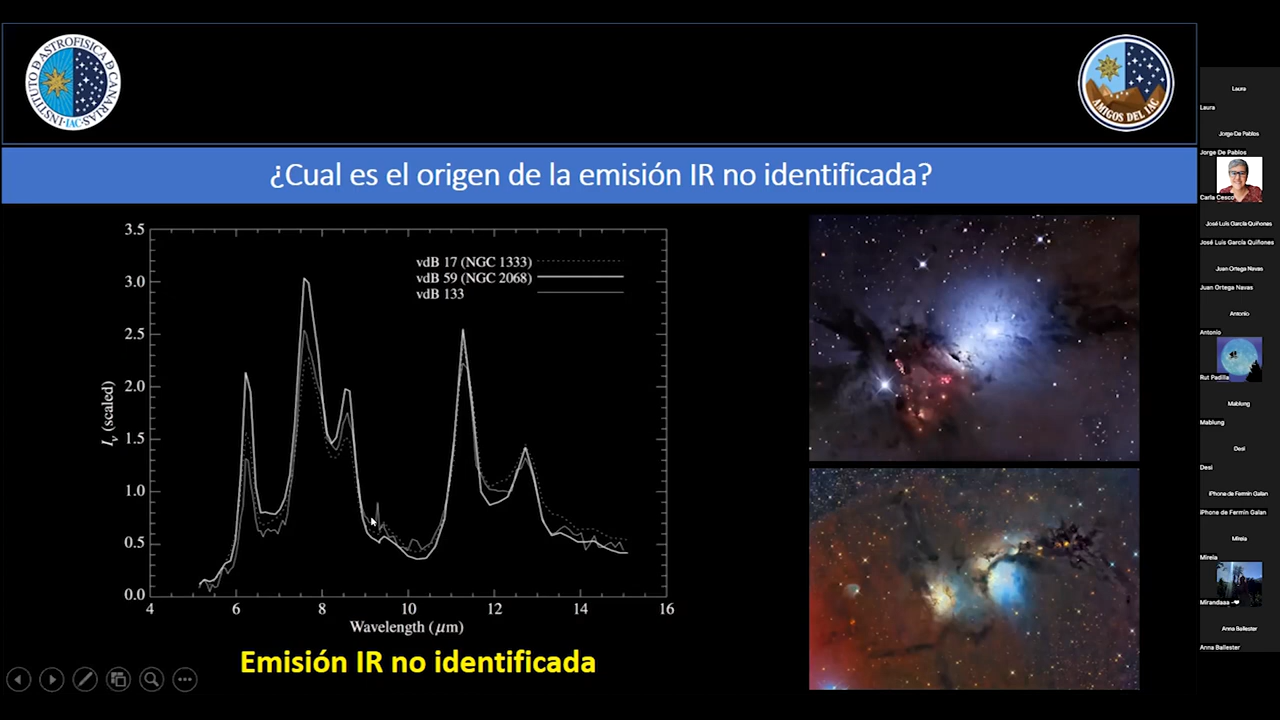 INSTITUTO DE ASTROFISICA DE CANARIAS
·IAC·
AMIGOS DEL IAC
¿Cual es el origen de la emisión IR no identificada?
3.5
3.0
2.5
2.0
1.5
1.0
0.5
0.0
Iν (scaled)
vdB 17 (NGC 1333)
vdB 59 (NGC 2068)
vdB 133
4 6 8 10 12 14 16
Wavelength (μm)
Emisión IR no identificada
Laura
Laura
Jorge De Pablos
Jorge De Pablos
Carla Cesco
José Luis García Quiñones
José Luis García Quiñones
Juan Ortega Navas
Juan Ortega Navas
Antonio
Antonio
Rut Padilla
Mablung
Mablung
Desi
Desi
iPhone de Fermín Galan
iPhone de Fermín Galan
Mireia
Mireia
Mirandaaa -❤
Anna Ballester
Anna Ballester